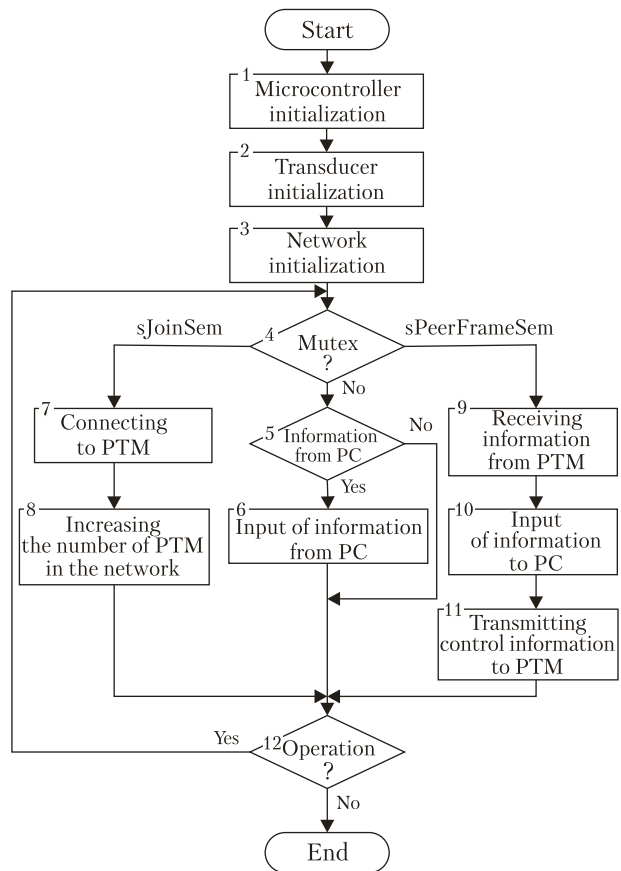 Start
1
Microcontroller
initialization
2
Transducer
initialization
3
Network
initialization
sJoinSem
4
Mutex
?
sPeerFrameSem
No
7
Connecting
to PTM
5
Information
from PC
No
Yes
9
Receiving
information
from PTM
8
Increasing
the number of PTM
in the network
6
Input of information
from PC
10
Input
of information
to PC
11
Transmitting
control information
to PTM
Yes
12
Operation
?
No
End